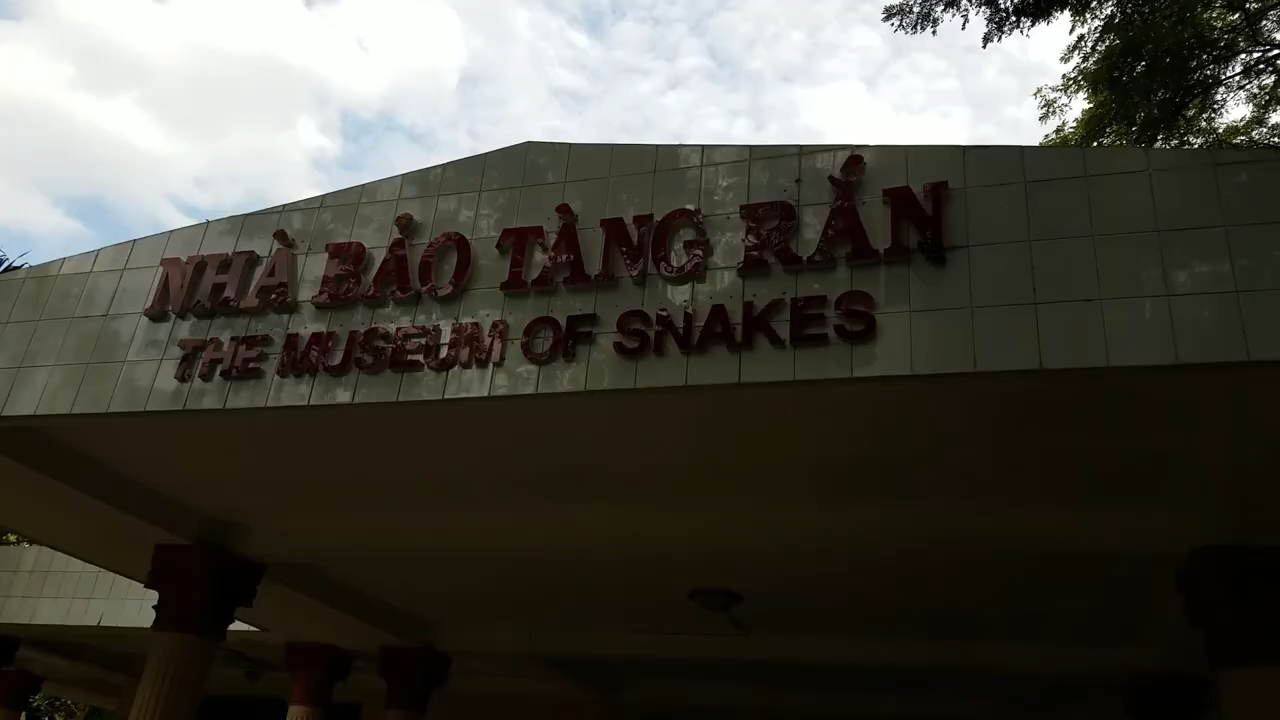 NHÀ BẢO TÀNG RẮN
THE MUSEUM OF SNAKES